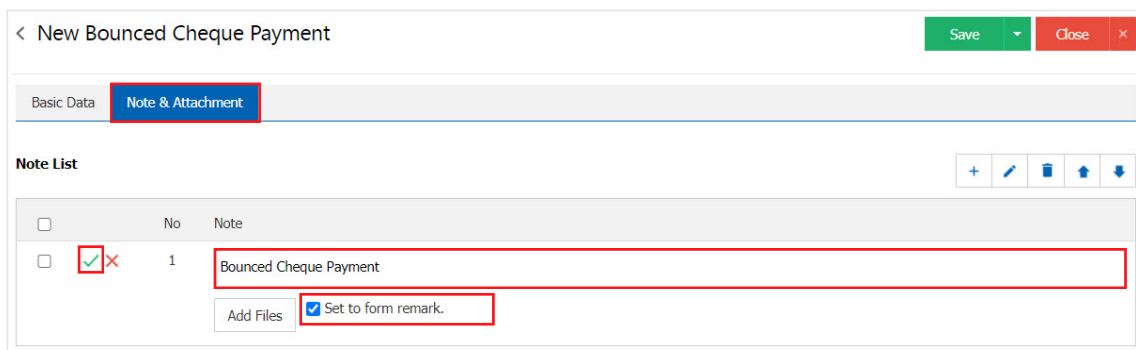 New Bounced Cheque Payment
Save
Close
Basic Data
Note & Attachment
Note List
No Note
1 Bounced Cheque Payment
Add Files Set to form remark.